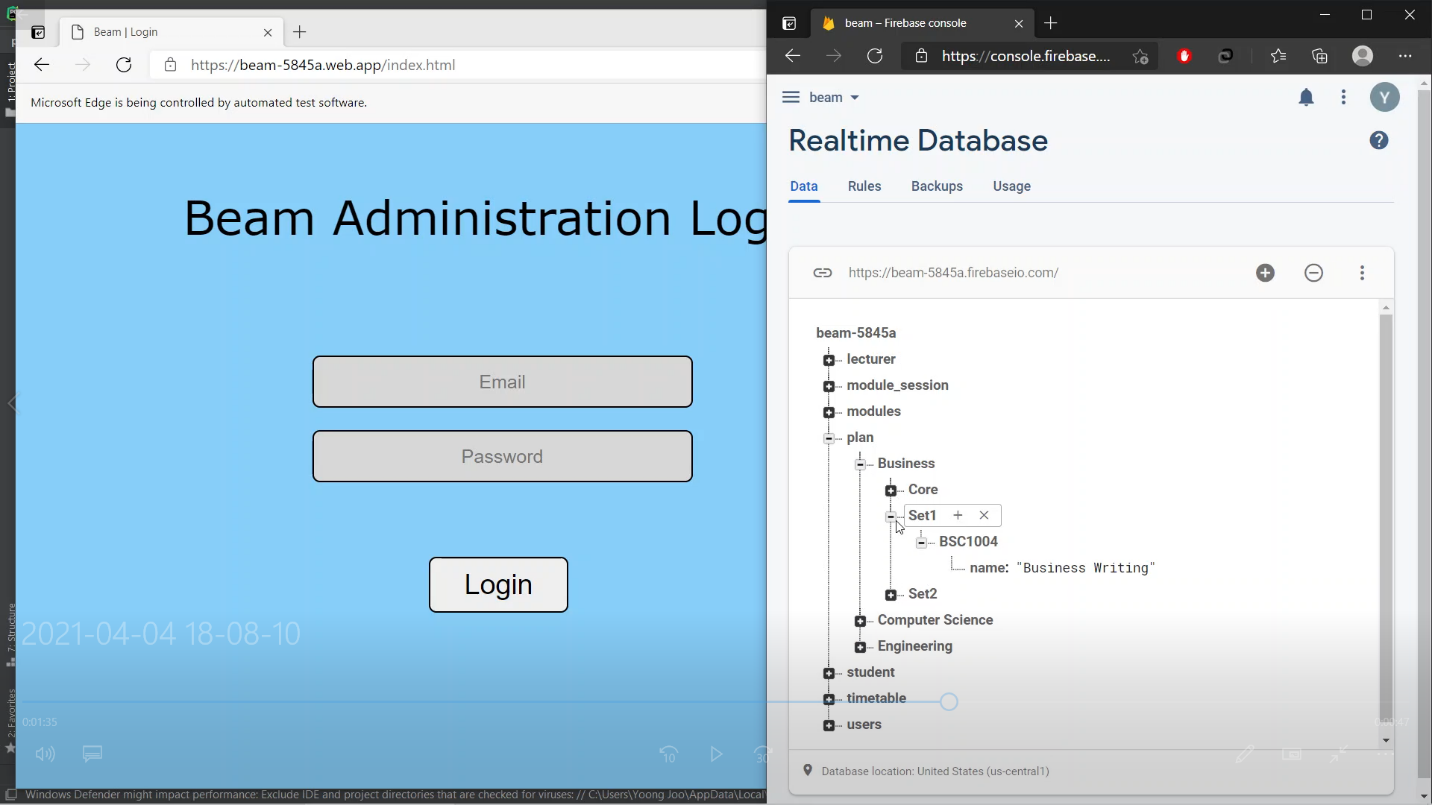 Beam | Login
https://beam-5845a.web.app/index.html
Microsoft Edge is being controlled by automated test software.
Beam Administration Log
Email
Password
Login
1: Project
7: Structure
2: Favorites
2021-04-04 18-08-10
0:01:35
10
30
Windows Defender might impact performance: Exclude IDE and project directories that are checked for viruses: // C:\Users\Yoong Joo\AppData\Local
beam – Firebase console
https://console.firebase....
beam
Y
Realtime Database
?
Data Rules Backups Usage
https://beam-5845a.firebaseio.com/
beam-5845a
lecturer
module_session
modules
plan
Business
Core
Set1
BSC1004
name: "Business Writing"
Set2
Computer Science
Engineering
student
timetable
users
Database location: United States (us-central1)